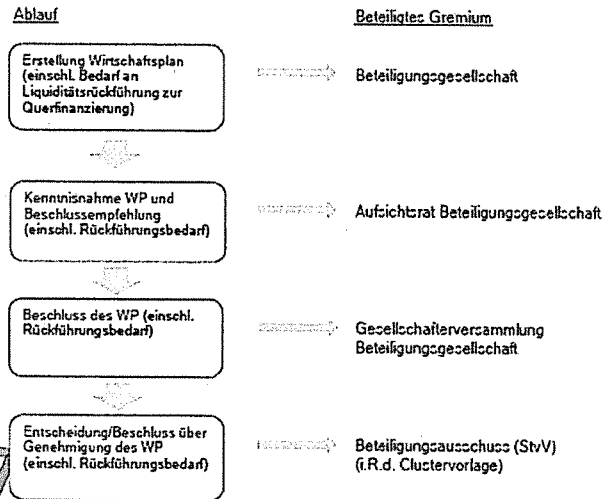 Ablauf
Beteiligtes Gremium
Erstellung Wirtschaftsplan
(einschl. Bedarf an
Liquiditätsrückführung zur
Querfinanzierung)
Beteiligungsgesellschaft
Kenntnisnahme WP und
Beschlussempfehlung
(einschl. Rückführungsbedarf)
Aufsichtsrat Beteiligungsgesellschaft
Beschluss des WP (einschl.
Rückführungsbedarf)
Gesellschafterversammlung
Beteiligungsgesellschaft
Entscheidung/Beschluss über
Genehmigung des WP
(einschl. Rückführungsbedarf)
Beteiligungsausschuss (StvV)
(i.R.d. Clustervorlage)